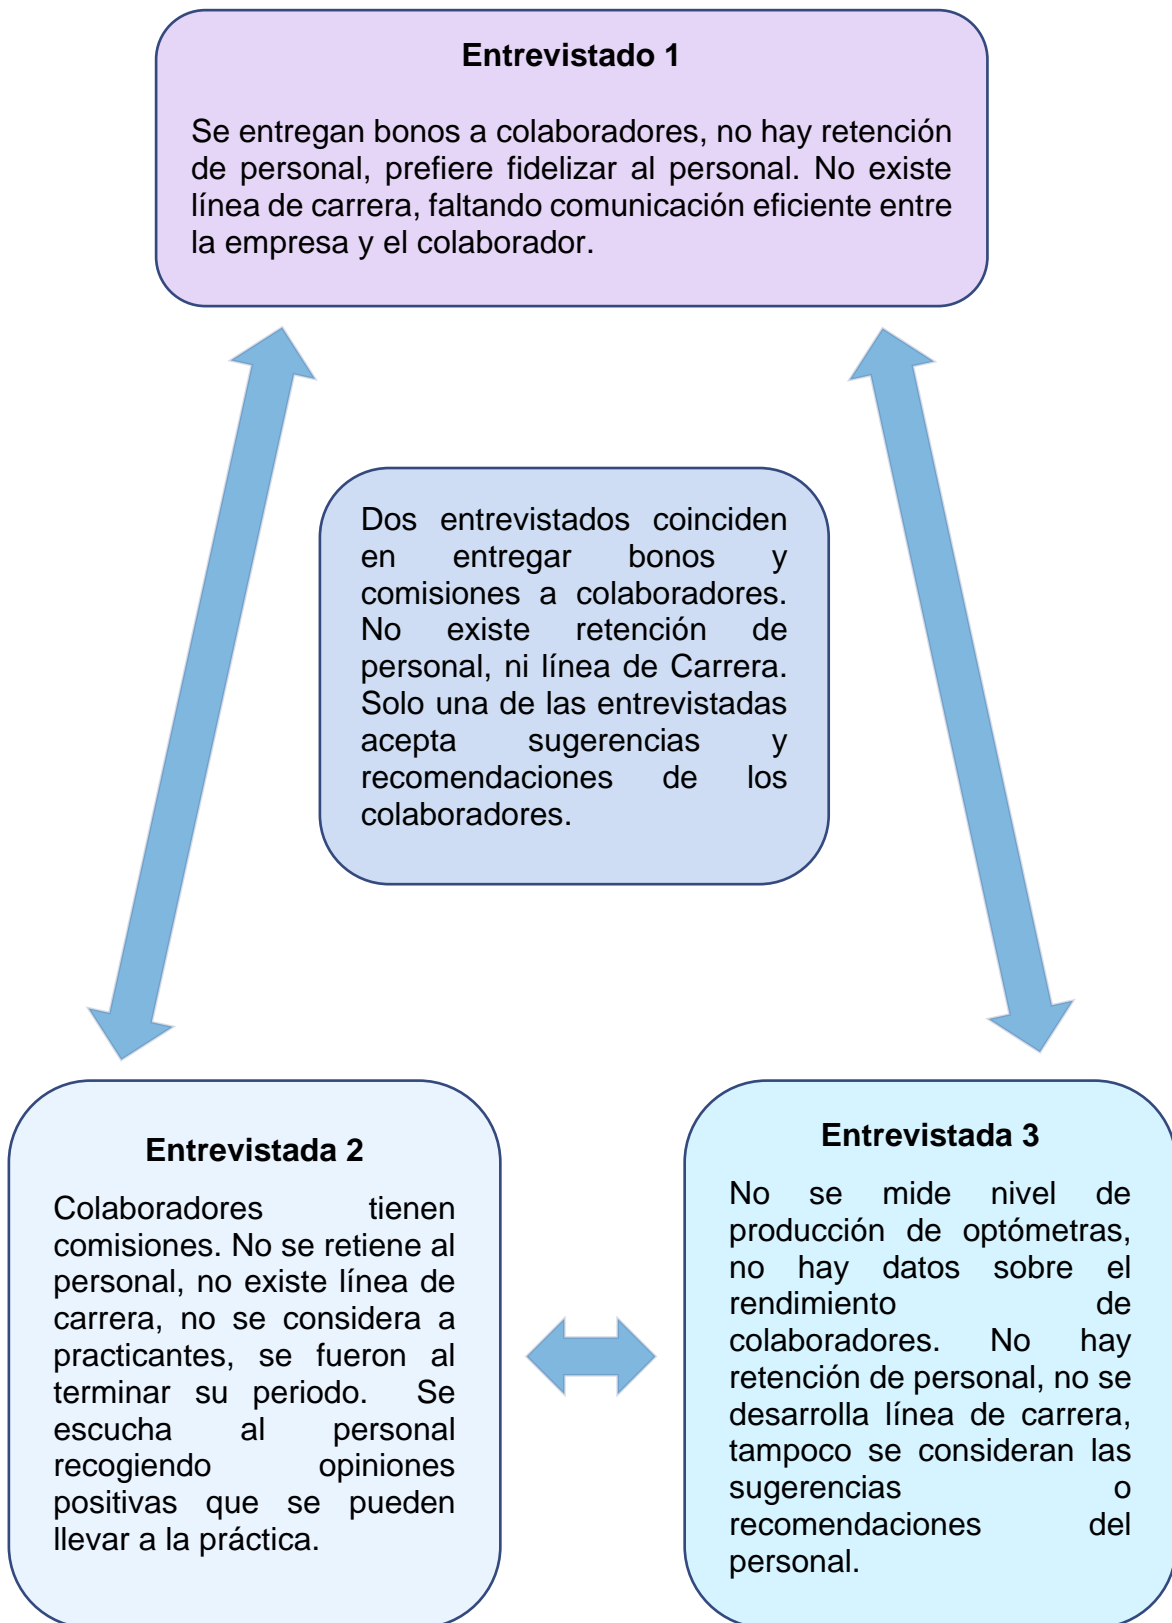 Entrevistado 1
Se entregan bonos a colaboradores, no hay retención
de personal, prefiere fidelizar al personal. No existe
línea de carrera, faltando comunicación eficiente entre
la empresa y el colaborador.
Dos entrevistados coinciden
en entregar bonos y
comisiones a colaboradores.
No existe retención de
personal, ni línea de Carrera.
Solo una de las entrevistadas
acepta sugerencias y
recomendaciones de los
colaboradores.
Entrevistada 2
Colaboradores tienen
comisiones. No se retiene al
personal, no existe línea de
carrera, no se considera a
practicantes, se fueron al
terminar su periodo. Se
escucha al personal
recogiendo opiniones
positivas que se pueden
llevar a la práctica.
Entrevistada 3
No se mide nivel de
producción de optómetras,
no hay datos sobre el
rendimiento de
colaboradores. No hay
retención de personal, no se
desarrolla línea de carrera,
tampoco se consideran las
sugerencias o
recomendaciones del
personal.